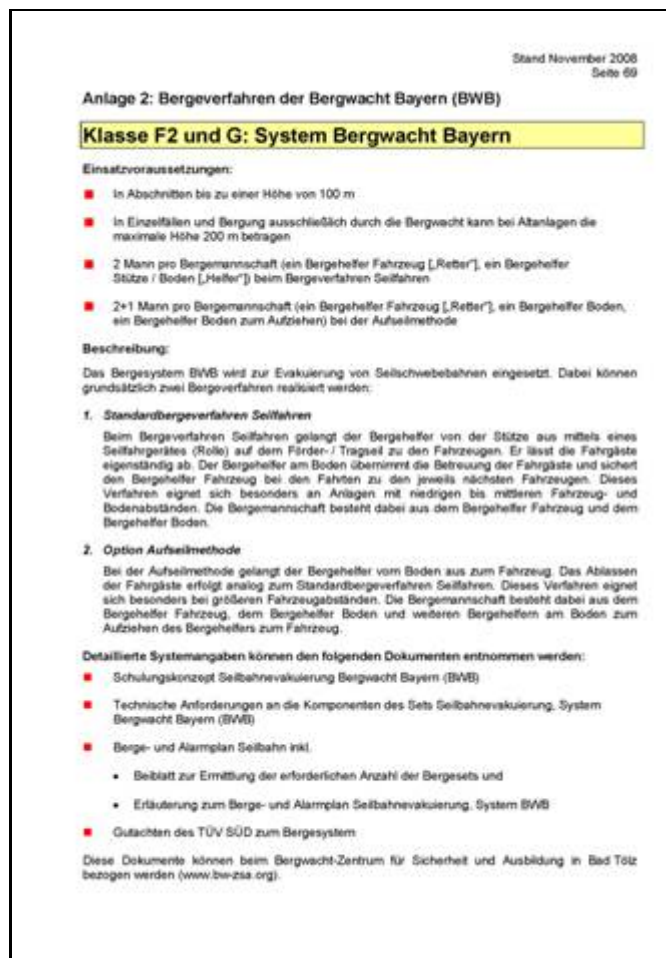 Stand November 2008
Seite 69
Anlage 2: Bergeverfahren der Bergwacht Bayern (BWB)
Klasse F2 und G: System Bergwacht Bayern
Einsatzvoraussetzungen:
In Abschnitten bis zu einer Höhe von 100 m
In Einzelfällen und Bergung ausschließlich durch die Bergwacht kann bei Altanlagen die
maximale Höhe 200 m betragen
2 Mann pro Bergemannschaft (ein Bergehelfer Fahrzeug [„Retter“], ein Bergehelfer
Stütze / Boden [„Helfer“]) beim Bergeverfahren Seilfahren
2+1 Mann pro Bergemannschaft (ein Bergehelfer Fahrzeug [„Retter“], ein Bergehelfer Boden,
ein Bergehelfer Boden zum Aufziehen) bei der Aufseilmethode
Beschreibung:
Das Bergesystem BWB wird zur Evakuierung von Seilschwebebahnen eingesetzt. Dabei können
grundsätzlich zwei Bergeverfahren realisiert werden:
1. Standardbergeverfahren Seilfahren
Beim Bergeverfahren Seilfahren gelangt der Bergehelfer von der Stütze aus mittels eines
Seilfahrgerätes (Rolle) auf dem Förder- / Tragseil zu den Fahrzeugen. Er lässt die Fahrgäste
eigenständig ab. Der Bergehelfer am Boden übernimmt die Betreuung der Fahrgäste und sichert
den Bergehelfer Fahrzeug bei den Fahrten zu den jeweils nächsten Fahrzeugen. Dieses
Verfahren eignet sich besonders an Anlagen mit niedrigen bis mittleren Fahrzeug- und
Bodenabständen. Die Bergemannschaft besteht dabei aus dem Bergehelfer Fahrzeug und dem
Bergehelfer Boden.
2. Option Aufseilmethode
Bei der Aufseilmethode gelangt der Bergehelfer vom Boden aus zum Fahrzeug. Das Ablassen
der Fahrgäste erfolgt analog zum Standardbergeverfahren Seilfahren. Dieses Verfahren eignet
sich besonders bei größeren Fahrzeugabständen. Die Bergemannschaft besteht dabei aus dem
Bergehelfer Fahrzeug, dem Bergehelfer Boden und weiteren Bergehelfern am Boden zum
Aufziehen des Bergehelfers zum Fahrzeug.
Detaillierte Systemangaben können den folgenden Dokumenten entnommen werden:
Schulungskonzept Seilbahnevakuierung Bergwacht Bayern (BWB)
Technische Anforderungen an die Komponenten des Sets Seilbahnevakuierung, System
Bergwacht Bayern (BWB)
Berge- und Alarmplan Seilbahn inkl.
• Beiblatt zur Ermittlung der erforderlichen Anzahl der Bergesets und
• Erläuterung zum Berge- und Alarmplan Seilbahnevakuierung, System BWB
Gutachten des TÜV SÜD zum Bergesystem
Diese Dokumente können beim Bergwacht-Zentrum für Sicherheit und Ausbildung in Bad Tölz
bezogen werden (www.bw-zsa.org).